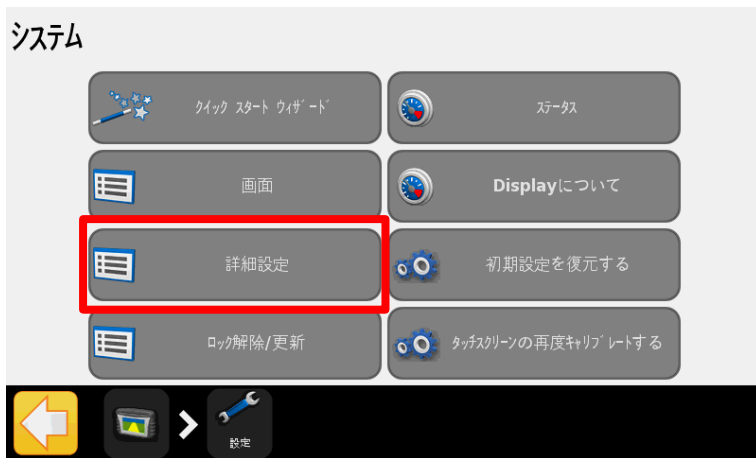 システム
クイック スタート ウィザード
ステータス
画面
Displayについて
詳細設定
初期設定を復元する
ロック解除/更新
タッチスクリーンの再度キャリブレートする
設定